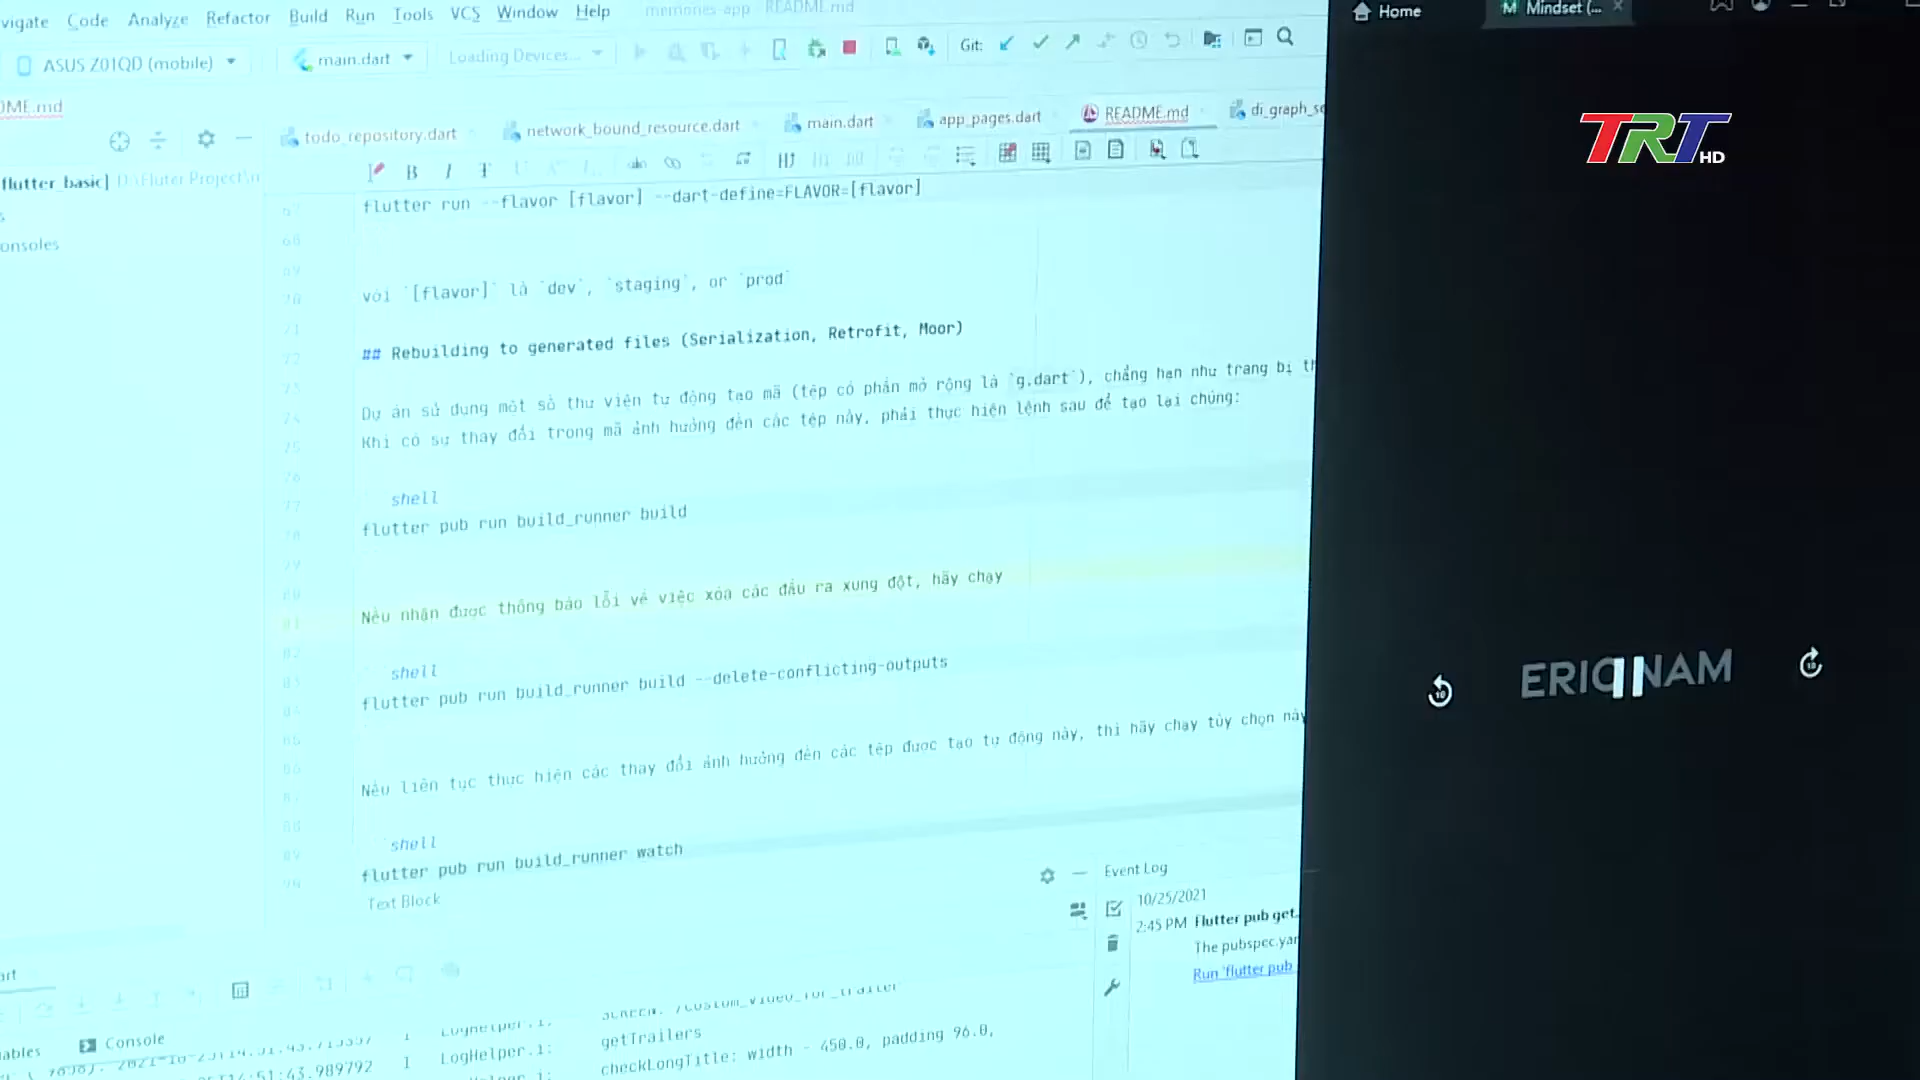 Code Analyze Refactor Build Run Tools VCS Window Help memories-app - README.md
ASUS Z01QD (mobile) main.dart Loading Devices... Git:
todo_repository.dart network_bound_resource.dart main.dart app_pages.dart README.md
flutter_basic]
flutter run --flavor [flavor] --dart-define=FLAVOR=[flavor]
với `[flavor]` là `dev`, `staging`, or `prod`
## Rebuilding to generated files (Serialization, Retrofit, Moor)
Dự án sử dụng một số thư viện tự động tạo mã (tệp có phần mở rộng là `g.dart`), chẳng hạn như trang bị
Khi có sự thay đổi trong mã ảnh hưởng đến các tệp này, phải thực hiện lệnh sau để tạo lại chúng:
shell
flutter pub run build_runner build
Nếu nhận được thông báo lỗi về việc xóa các đầu ra xung đột, hãy chạy
shell
flutter pub run build_runner build --delete-conflicting-outputs
Nếu liên tục thực hiện các thay đổi ảnh hưởng đến các tệp được tạo tự động này, thì hãy chạy tùy chọn này
shell
flutter pub run build_runner watch
Text Block
Event Log
10/25/2021
2:45 PM flutter pub get
The pubspec.yam
Run 'flutter pub
Console
getTrailers
LogHelper.i:
checkLongTitle: width - 450.0, padding 96.0,
Home
Mindset (...
TRT HD
10
ERIC NAM
10